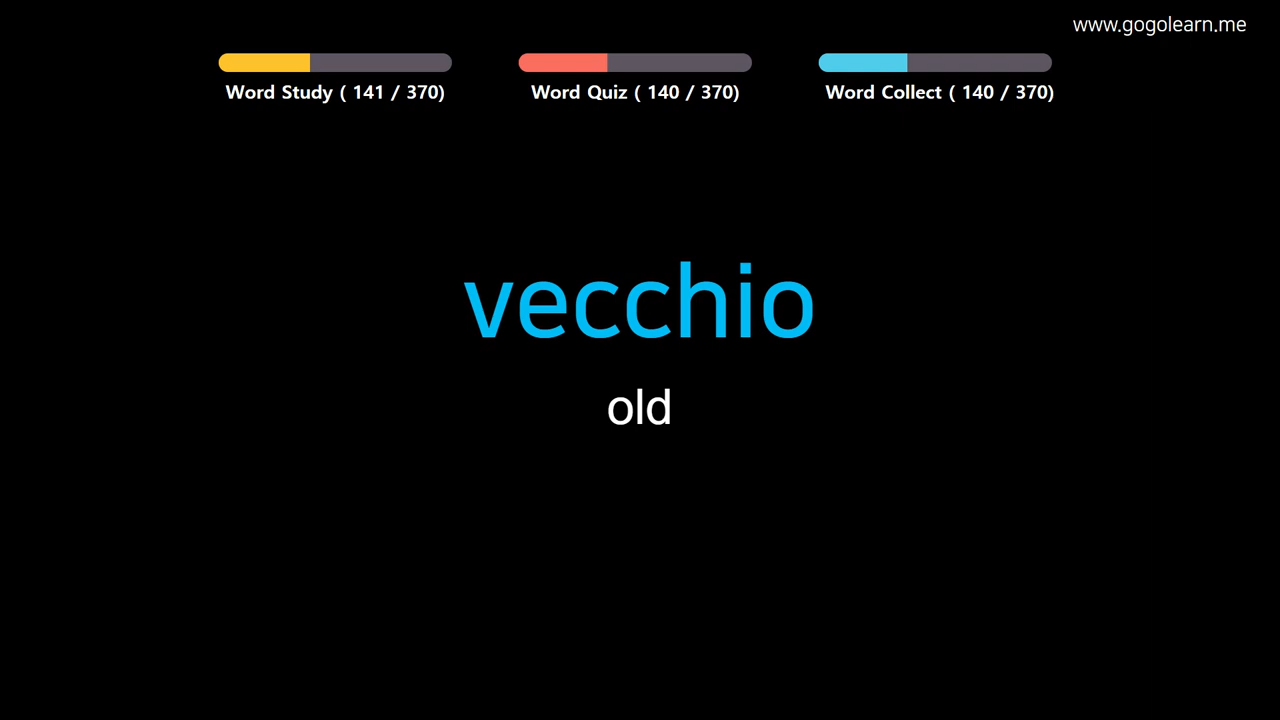 www.gogolearn.me
Word Study ( 141 / 370)
Word Quiz ( 140 / 370)
Word Collect ( 140 / 370)
vecchio
old